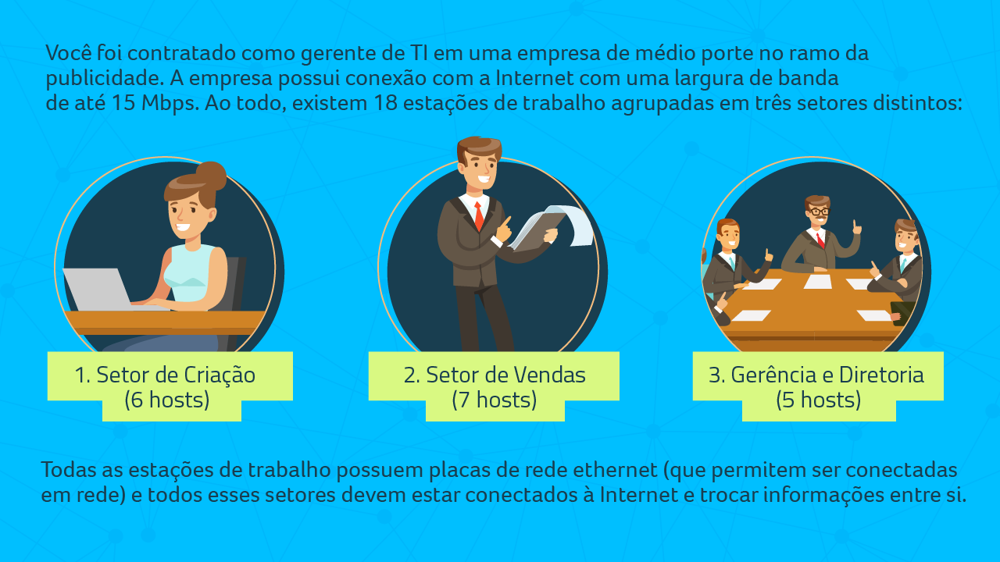 Você foi contratado como gerente de TI em uma empresa de médio porte no ramo da
publicidade. A empresa possui conexão com a Internet com uma largura de banda
de até 15 Mbps. Ao todo, existem 18 estações de trabalho agrupadas em três setores distintos:
1. Setor de Criação
(6 hosts)
2. Setor de Vendas
(7 hosts)
3. Gerência e Diretoria
(5 hosts)
Todas as estações de trabalho possuem placas de rede ethernet (que permitem ser conectadas
em rede) e todos esses setores devem estar conectados à Internet e trocar informações entre si.